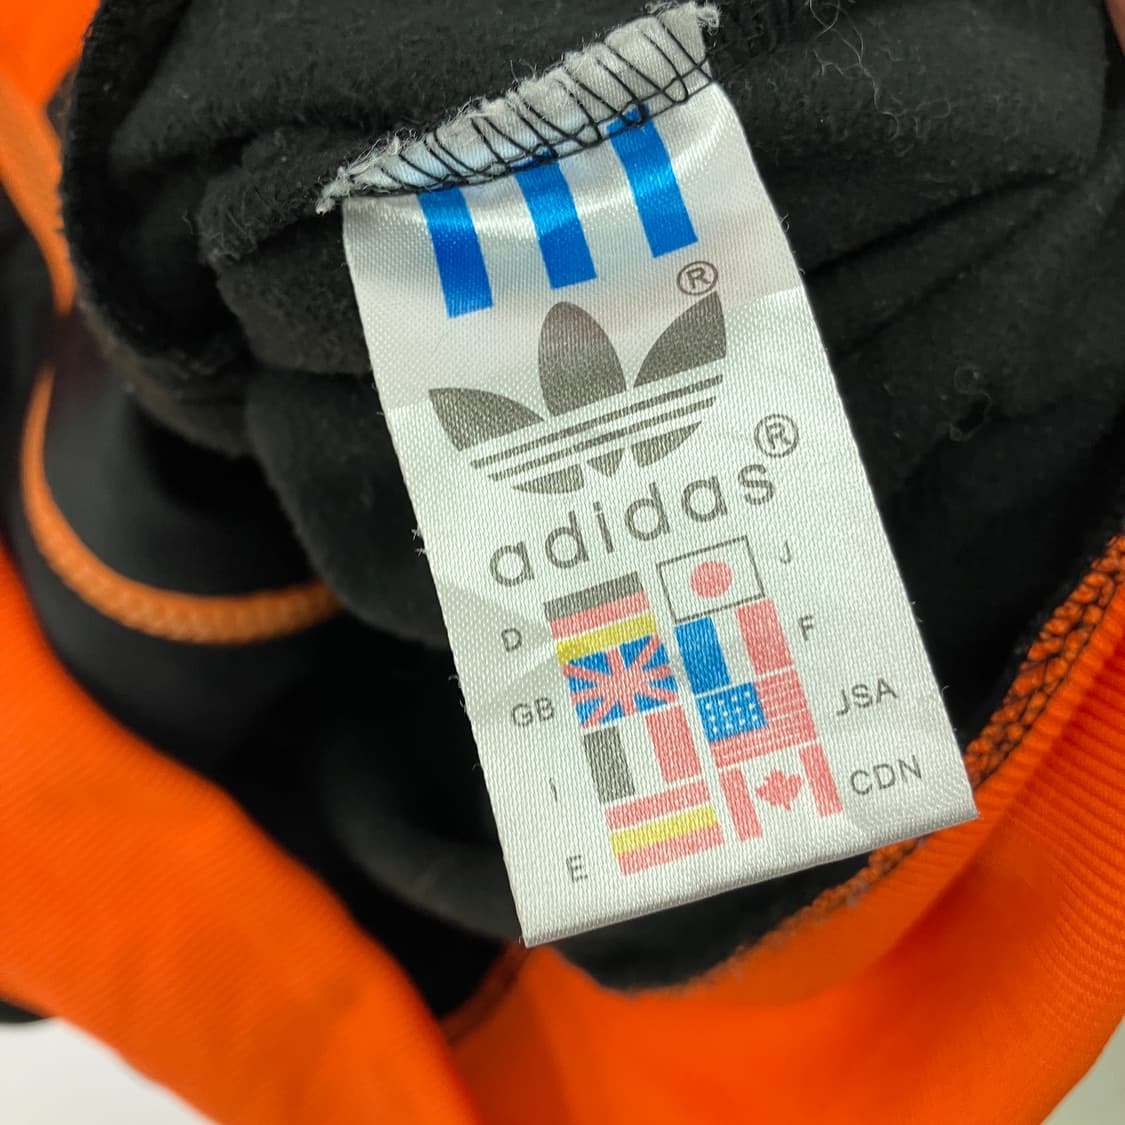 ®
adidas®
D J
GB F
I JSA
E CDN